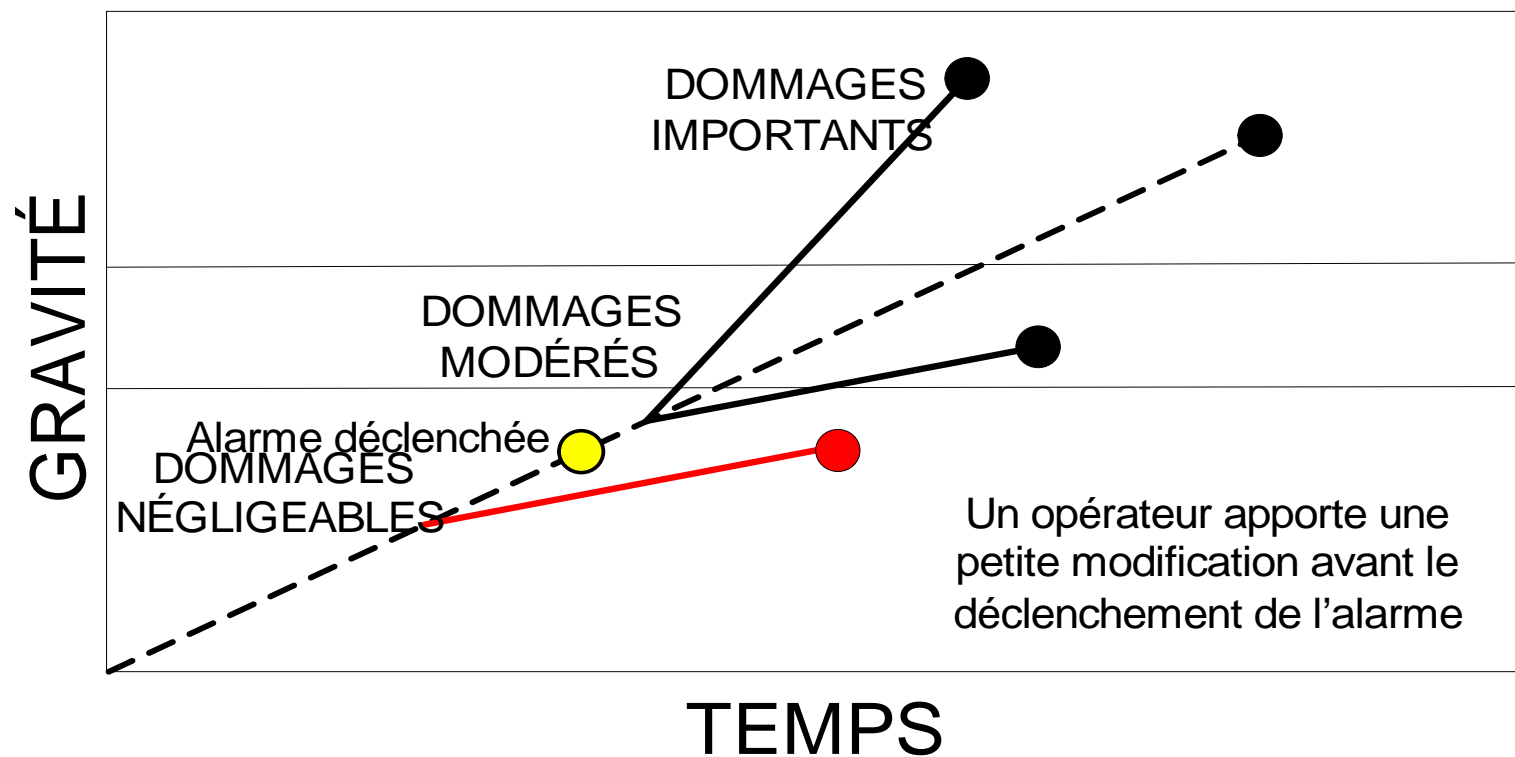 DOMMAGES
IMPORTANTS
GRAVITÉ
DOMMAGES
MODÉRÉS
Alarme déclenchée
DOMMAGES
NÉGLIGEABLES
Un opérateur apporte une
petite modification avant le
déclenchement de l’alarme
TEMPS